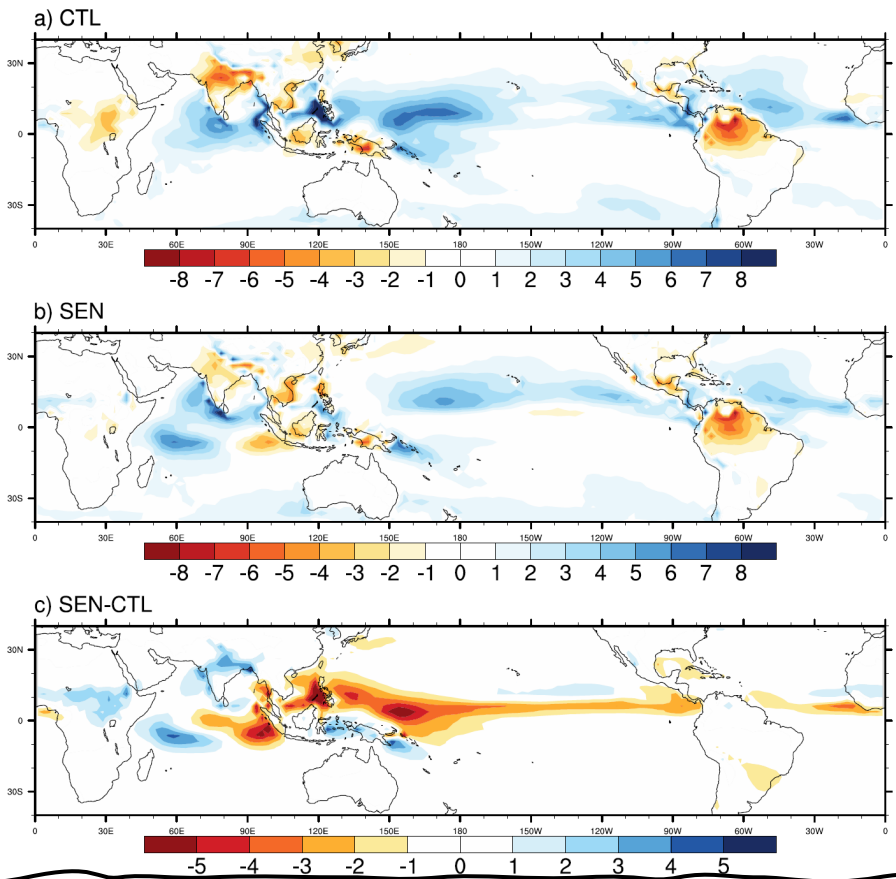 a) CTL
30N
0
30S
0 30E 60E 90E 120E 150E 180 150W 120W 90W 60W 30W 0
-8 -7 -6 -5 -4 -3 -2 -1 0 1 2 3 4 5 6 7 8
b) SEN
30N
0
30S
0 30E 60E 90E 120E 150E 180 150W 120W 90W 60W 30W 0
-8 -7 -6 -5 -4 -3 -2 -1 0 1 2 3 4 5 6 7 8
c) SEN-CTL
30N
0
30S
0 30E 60E 90E 120E 150E 180 150W 120W 90W 60W 30W 0
-5 -4 -3 -2 -1 0 1 2 3 4 5